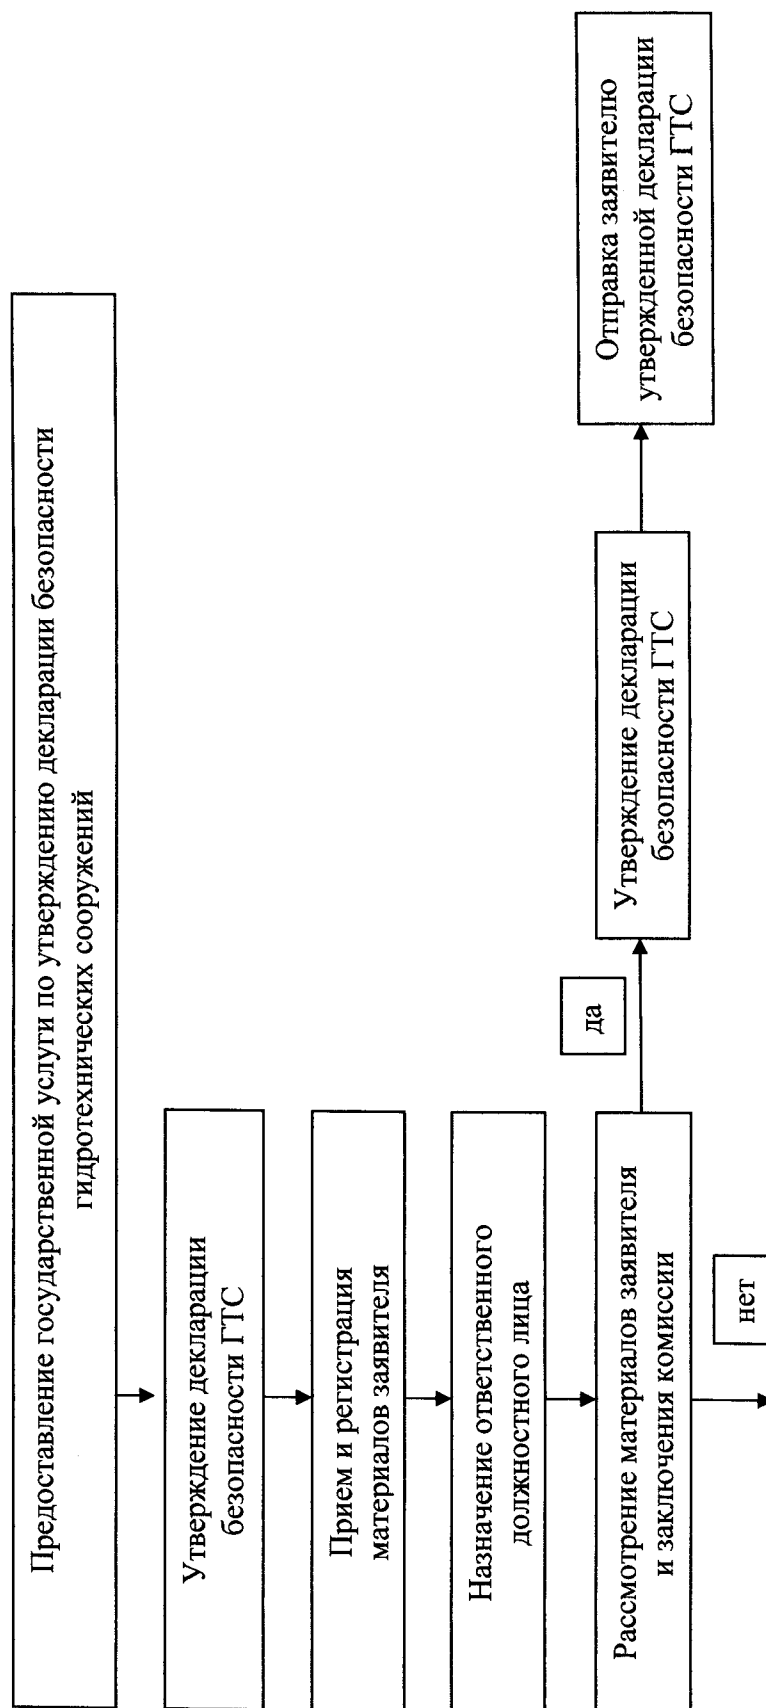 Предоставление государственной услуги по утверждению декларации безопасности
гидротехнических сооружений
Утверждение декларации
безопасности ГТС
Прием и регистрация
материалов заявителя
Назначение ответственного
должностного лица
Рассмотрение материалов заявителя
и заключения комиссии
да
Утверждение декларации
безопасности ГТС
Отправка заявителю
утвержденной декларации
безопасности ГТС
нет